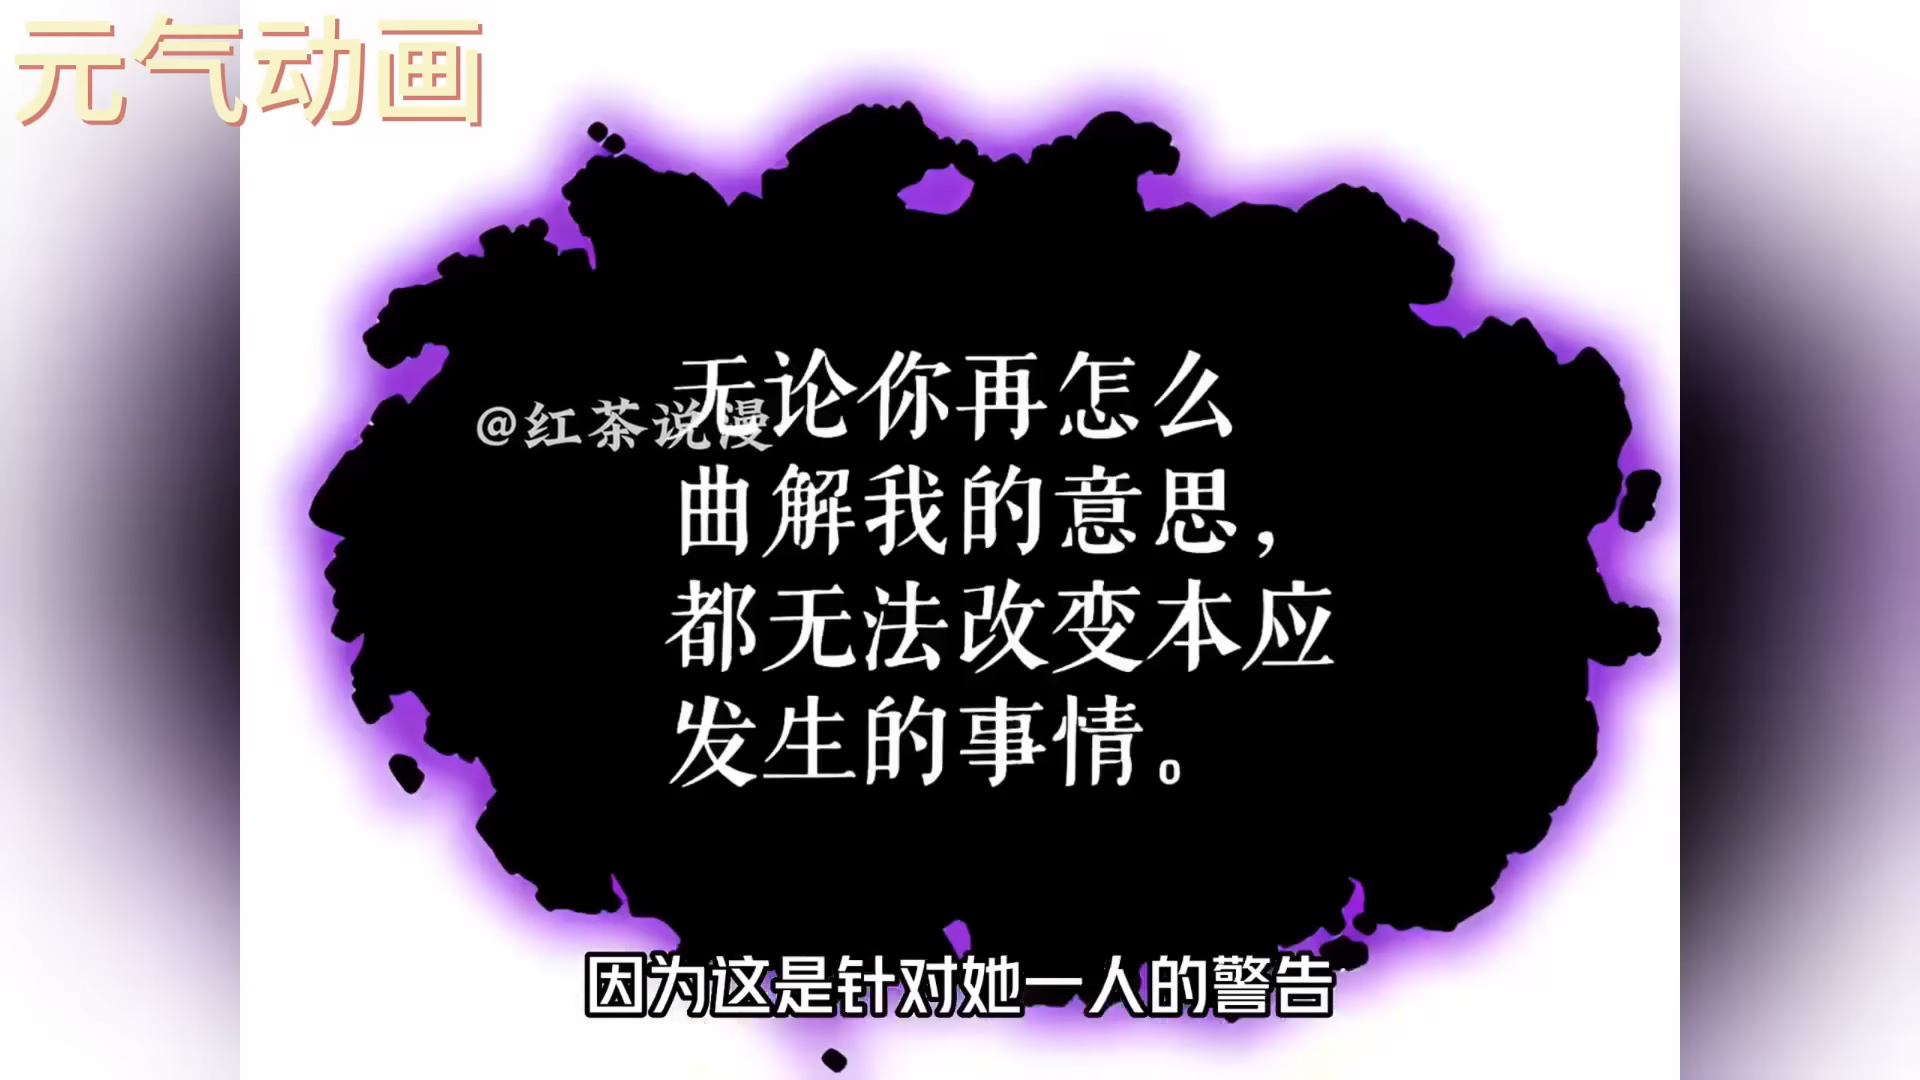 元气动画
@红茶说漫
无论你再怎么
曲解我的意思，
都无法改变本应
发生的事情。
因为这是针对她一人的警告